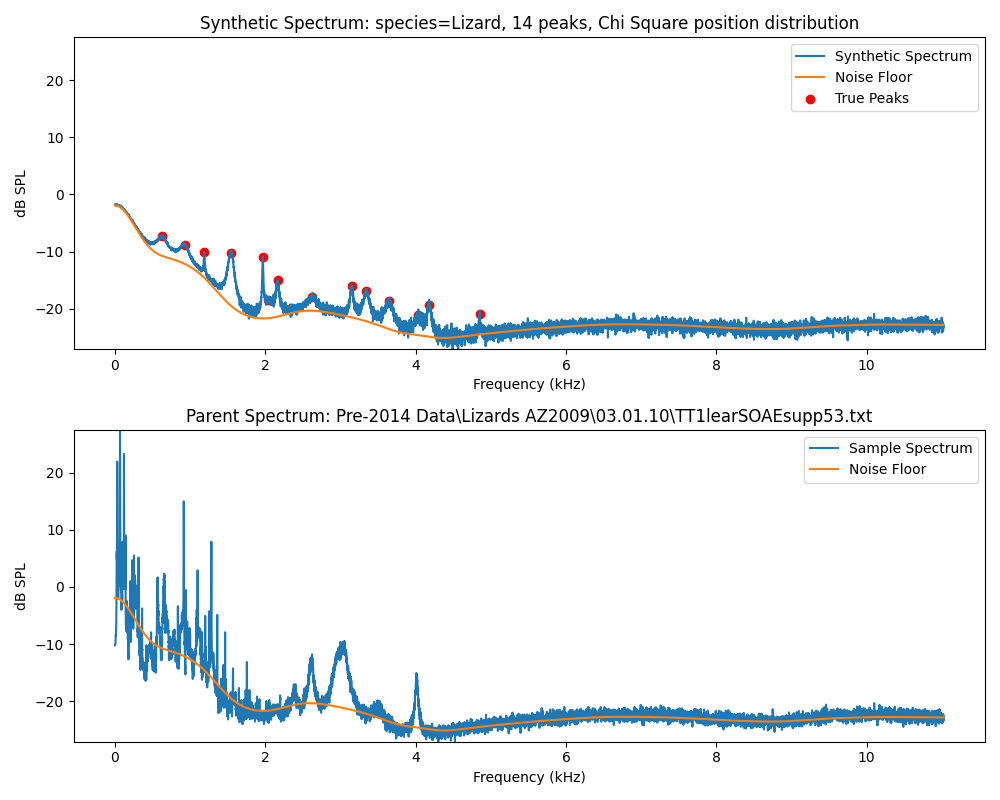 Synthetic Spectrum: species=Lizard, 14 peaks, Chi Square position distribution
dB SPL
20
10
0
−10
−20
Synthetic Spectrum
Noise Floor
True Peaks
0 2 4 6 8 10
Frequency (kHz)
Parent Spectrum: Pre-2014 Data\Lizards AZ2009\03.01.10\TT1learSOAEsupp53.txt
dB SPL
20
10
0
−10
−20
Sample Spectrum
Noise Floor
0 2 4 6 8 10
Frequency (kHz)